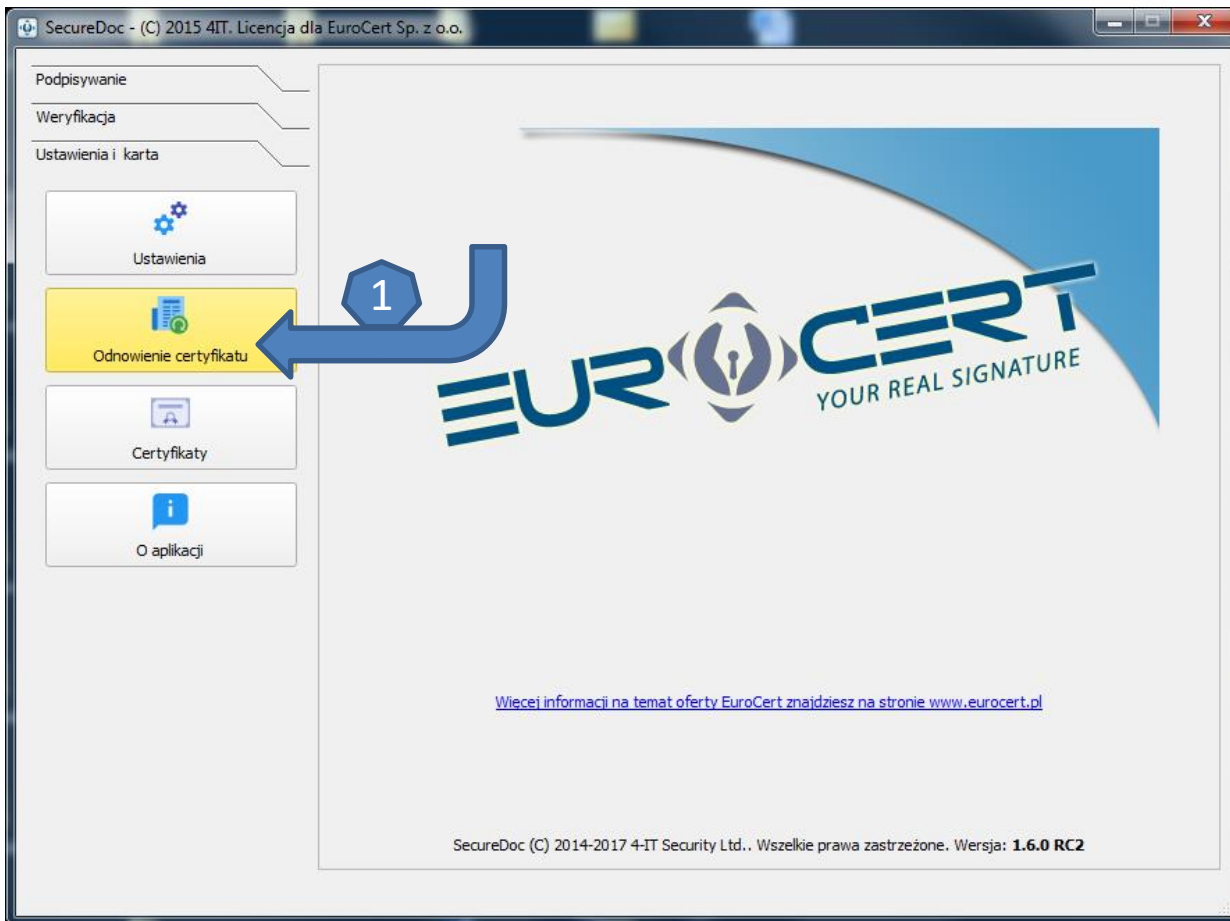 SecureDoc - (C) 2015 4IT. Licencja dla EuroCert Sp. z o.o.
Podpisywanie
Weryfikacja
Ustawienia i karta
Ustawienia
1
Odnowienie certyfikatu
Certyfikaty
i
O aplikacji
EUROCERT
YOUR REAL SIGNATURE
Więcej informacji na temat oferty EuroCert znajdziesz na stronie www.eurocert.pl
SecureDoc (C) 2014-2017 4-IT Security Ltd.. Wszelkie prawa zastrzeżone. Wersja: 1.6.0 RC2